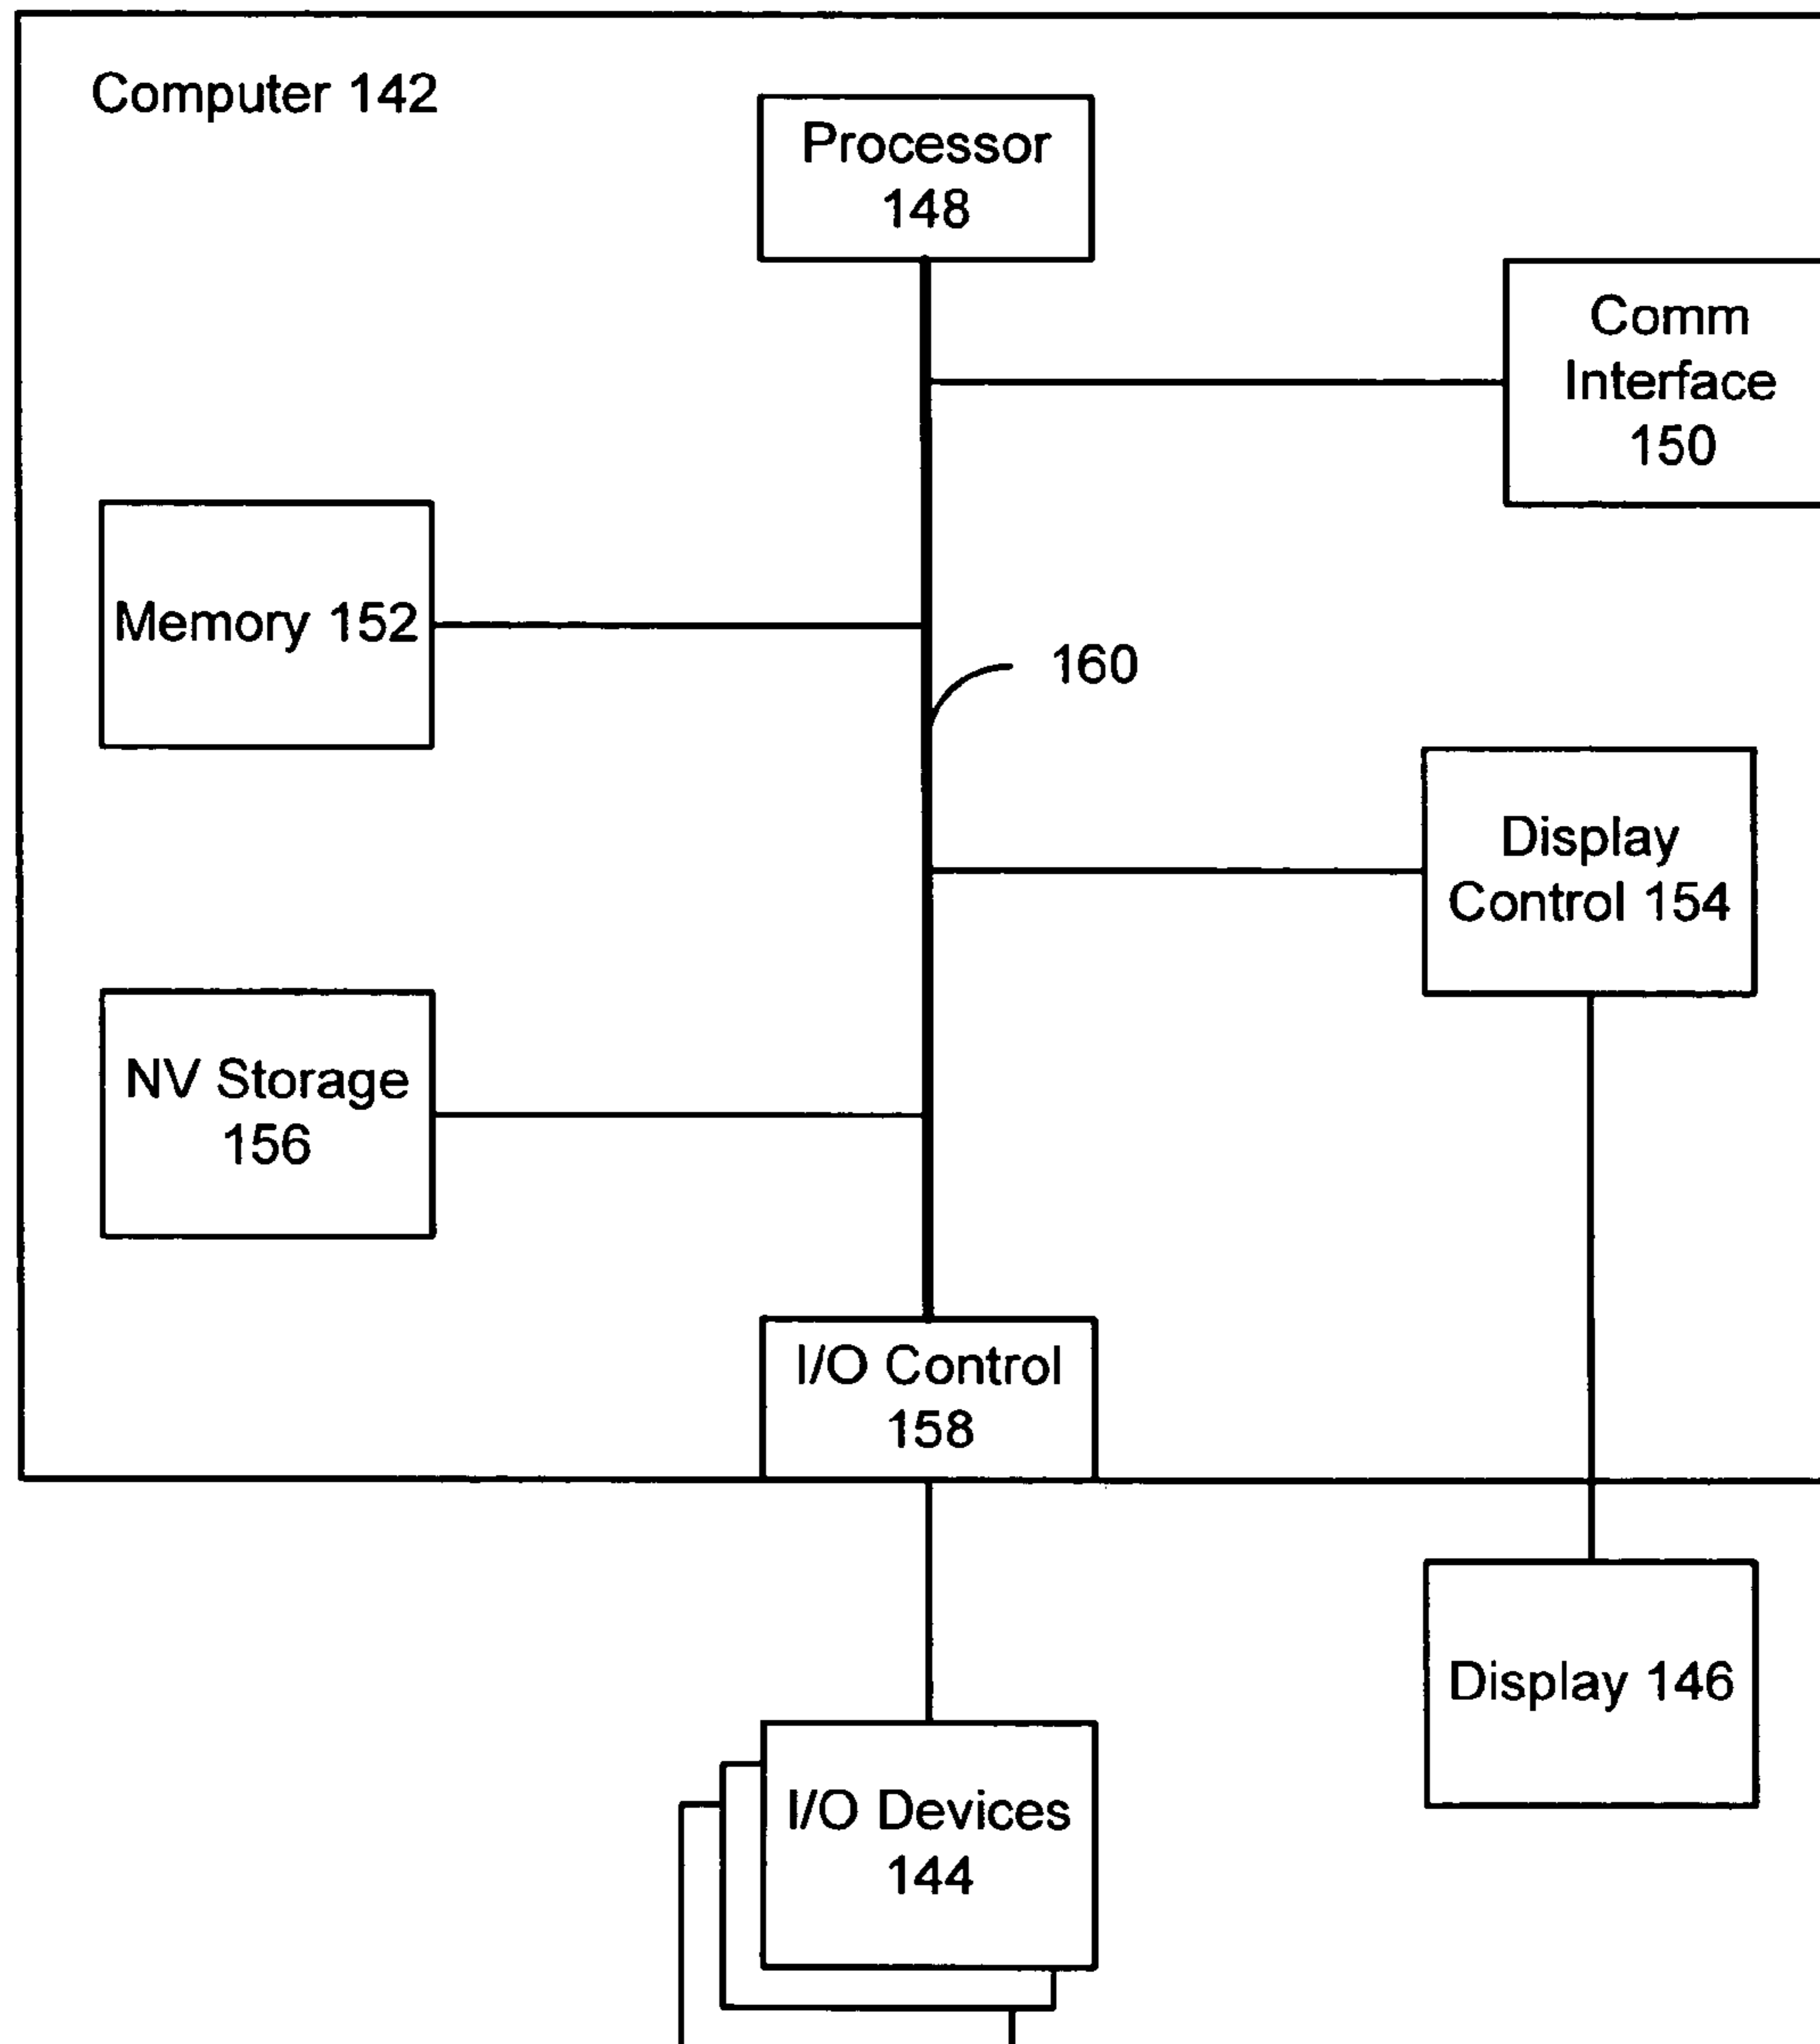 Computer 142
Processor
148
Comm
Interface
150
Memory 152
160
Display
Control 154
NV Storage
156
I/O Control
158
Display 146
I/O Devices
144